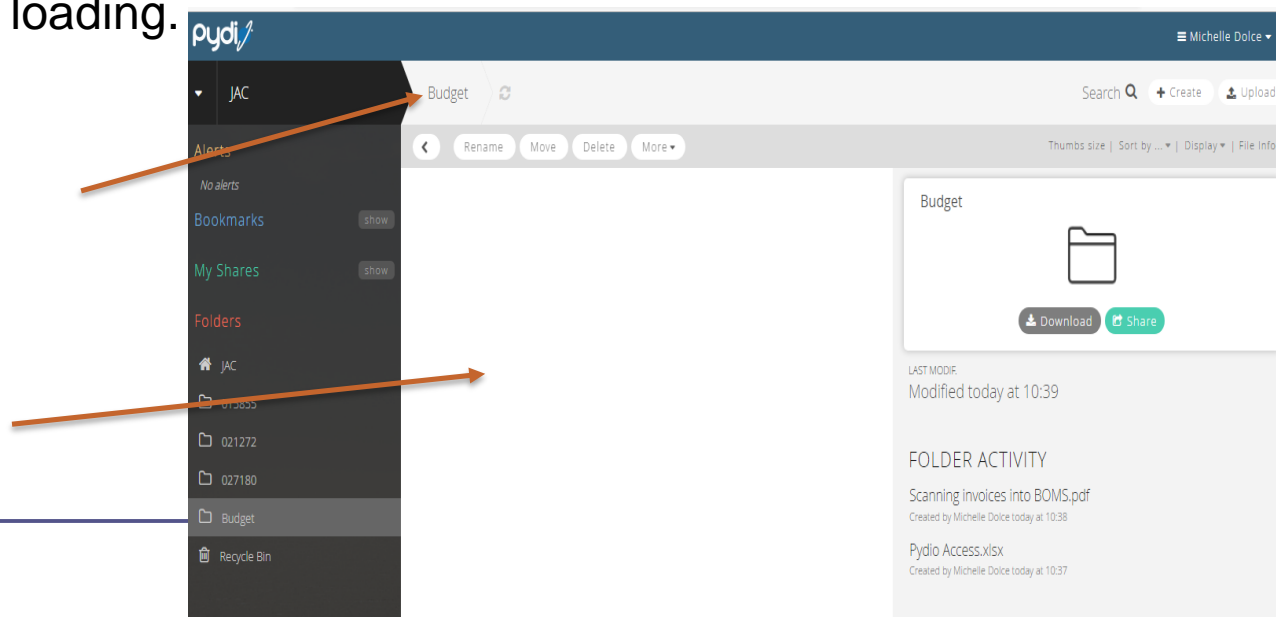 loading.
pydi
Michelle Dolce
JAC
Budget
Search
Create
Upload
Alerts
Rename
Move
Delete
More
Thumbs size | Sort by ... | Display | File Info
No alerts
Bookmarks
show
My Shares
show
Folders
JAC
021272
027180
Budget
Recycle Bin
Budget
Download
Share
LAST MODIF.
Modified today at 10:39
FOLDER ACTIVITY
Scanning invoices into BOMS.pdf
Created by Michelle Dolce today at 10:38
Pydio Access.xlsx
Created by Michelle Dolce today at 10:37